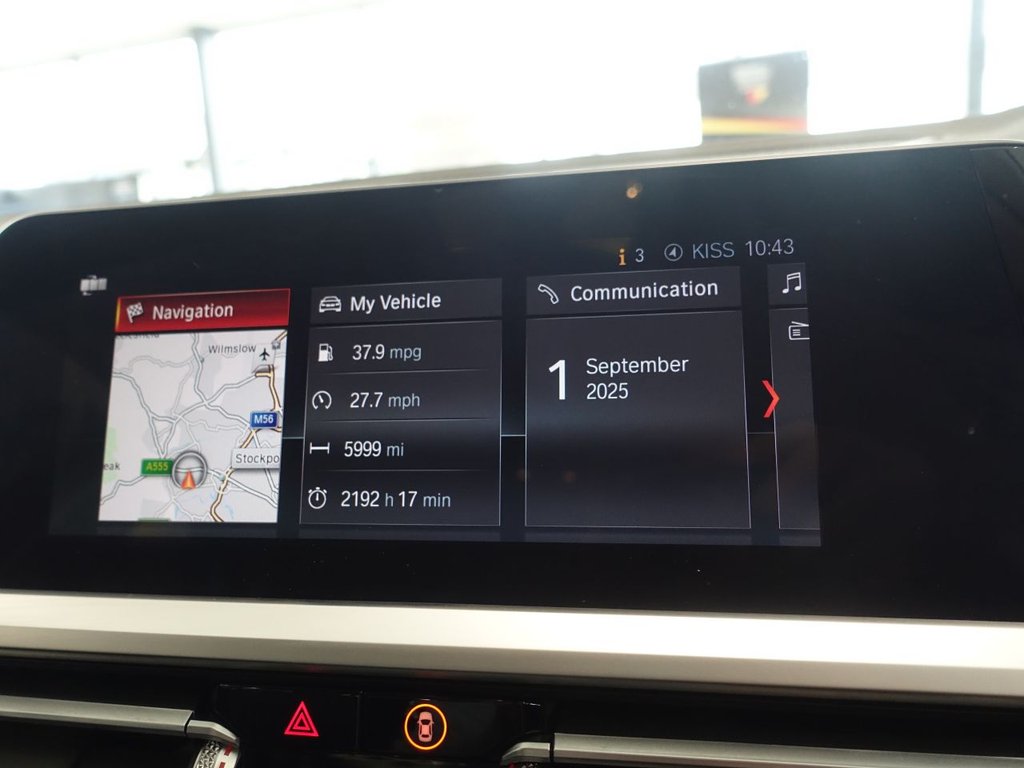 3 KISS 10:43
Navigation
My Vehicle
Communication
Wilmslow
M56
A555
Stockpo
eak
37.9 mpg
27.7 mph
5999 mi
2192 h 17 min
1 September
2025